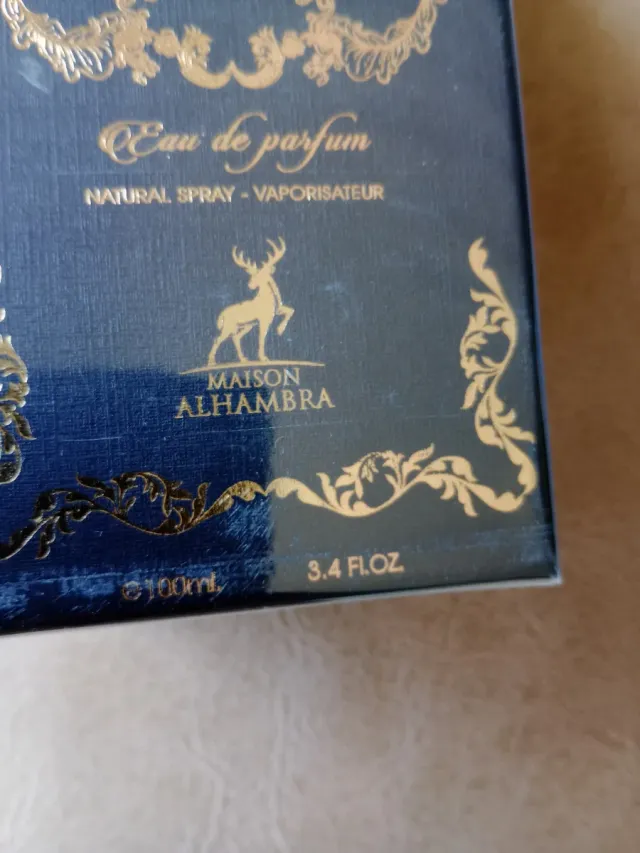 Eau de parfum
NATURAL SPRAY - VAPORISATEUR
MAISON
ALHAMBRA
℮100ml. 3.4 FL.OZ.